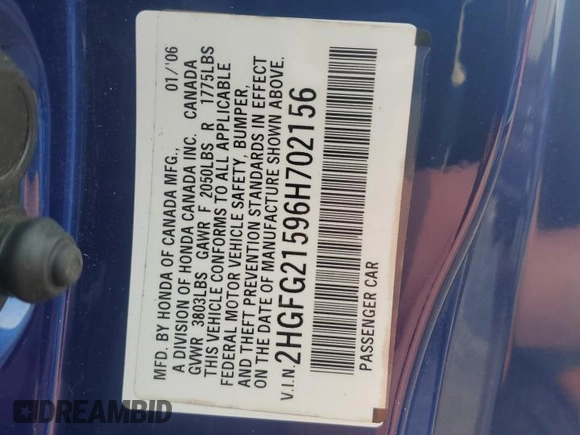 MFD. BY HONDA OF CANADA MFG., 01/'06
A DIVISION OF HONDA CANADA INC. CANADA
GVWR 3803LBS GAWR F 2050LBS R 1775LBS
THIS VEHICLE CONFORMS TO ALL APPLICABLE
FEDERAL MOTOR VEHICLE SAFETY, BUMPER,
AND THEFT PREVENTION STANDARDS IN EFFECT
ON THE DATE OF MANUFACTURE SHOWN ABOVE.
V.I.N. 2HGFG21596H702156
PASSENGER CAR
DREAMBID